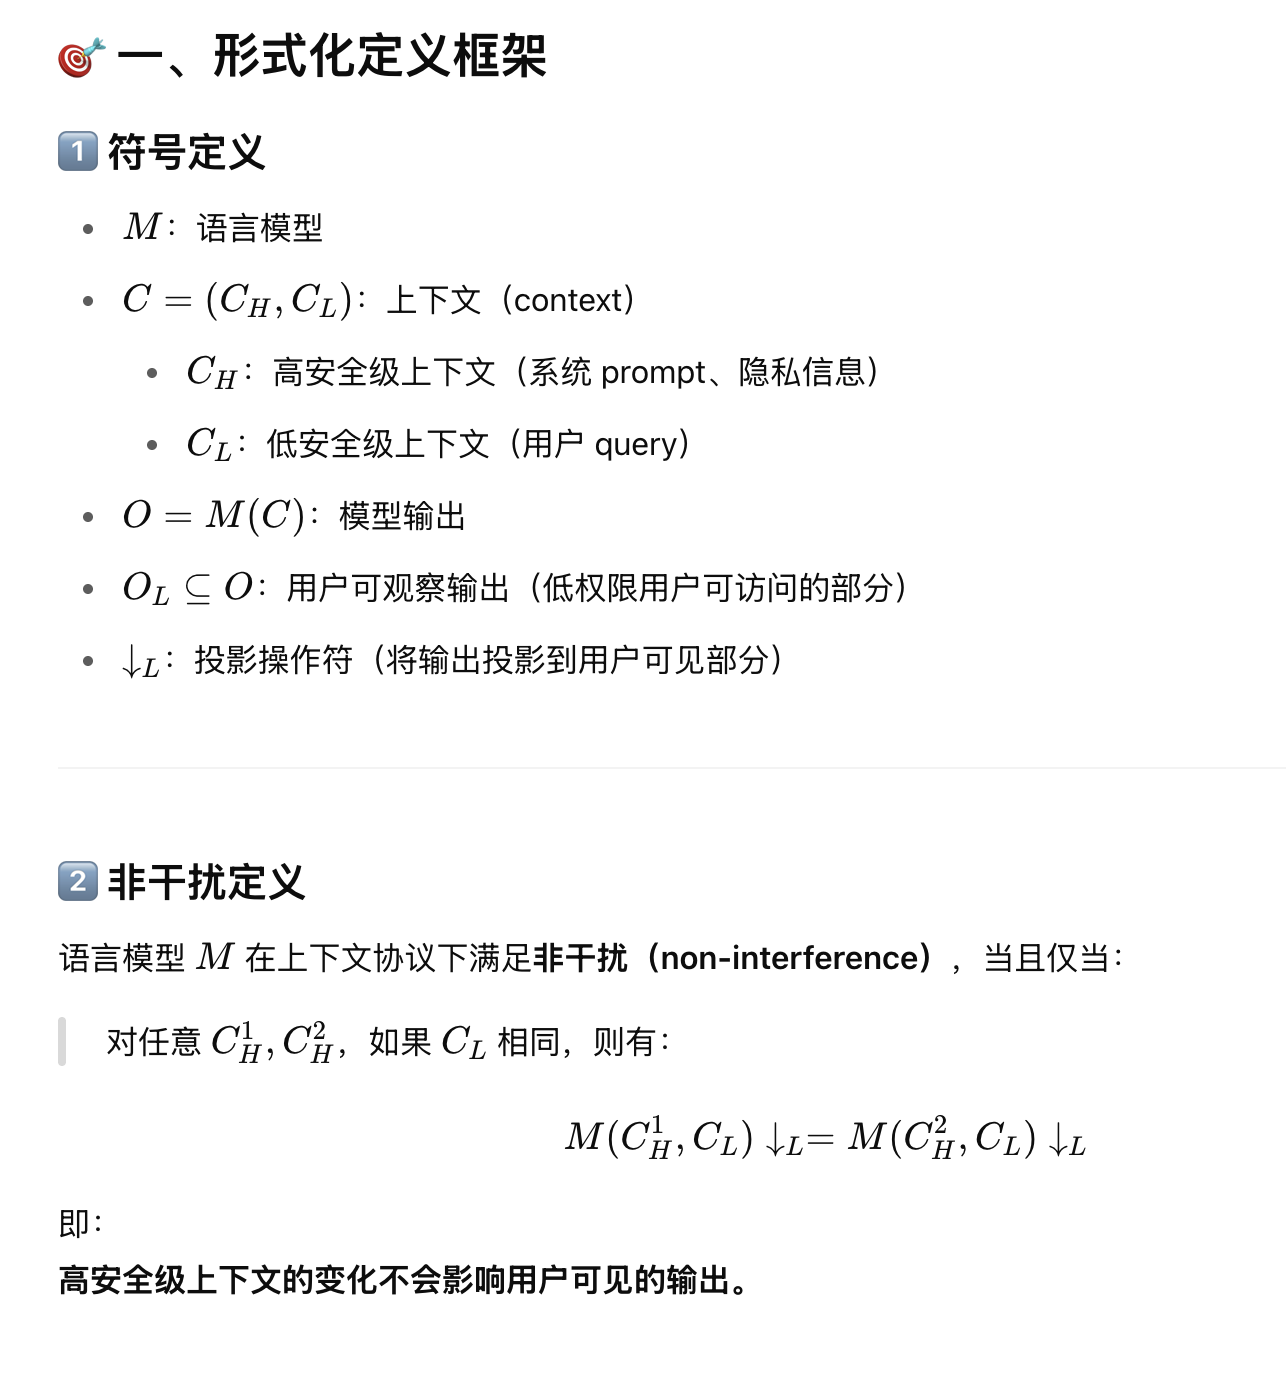 🎯 一、形式化定义框架
1️⃣ 符号定义
• M：语言模型
• C = (C_H, C_L)：上下文（context）
• C_H：高安全级上下文（系统 prompt、隐私信息）
• C_L：低安全级上下文（用户 query）
• O = M(C)：模型输出
• O_L ⊆ O：用户可观察输出（低权限用户可访问的部分）
• ↓_L：投影操作符（将输出投影到用户可见部分）
2️⃣ 非干扰定义
语言模型 M 在上下文协议下满足非干扰（non-interference），当且仅当：
对任意 C_H^1, C_H^2，如果 C_L 相同，则有：
M(C_H^1, C_L) ↓_L= M(C_H^2, C_L) ↓_L
即：
高安全级上下文的变化不会影响用户可见的输出。